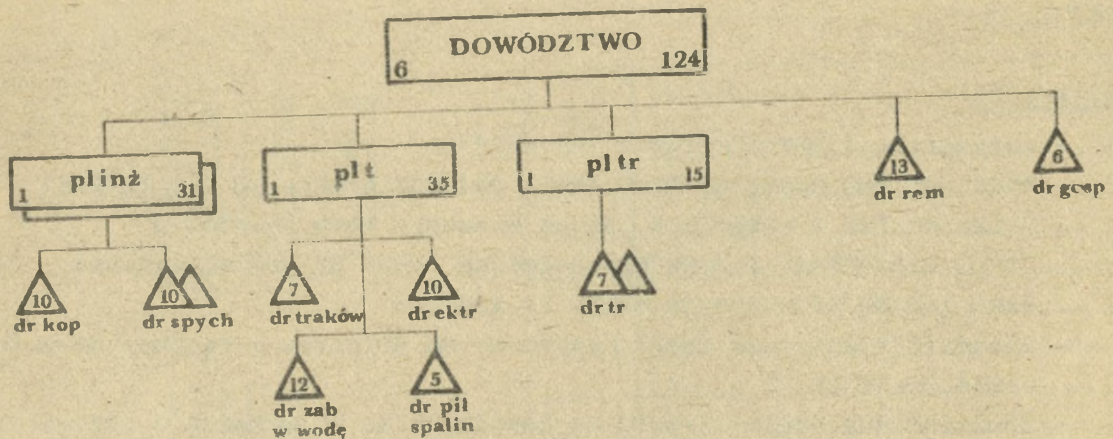 DOWÓDZTWO
6 124
pl inż
1 31
pł t
1 35
pl tr
1 15
13
dr rem
6
dr gosp
10
dr kop
10
dr spych
7
dr traków
10
dr ektr
7
dr tr
12
dr zab
w wodę
5
dr pił
spalin